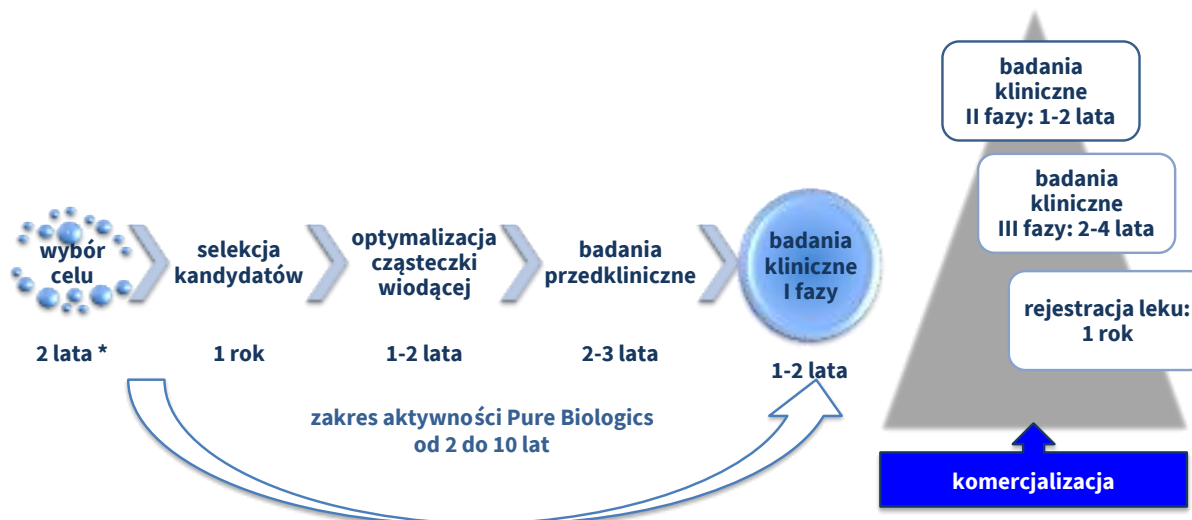 wybór
celu
2 lata *
selekcja
kandydatów
1 rok
optymalizacja
cząsteczki
wiodącej
1-2 lata
badania
przedkliniczne
2-3 lata
badania
kliniczne
I fazy
1-2 lata
zakres aktywności Pure Biologics
od 2 do 10 lat
badania
kliniczne
II fazy: 1-2 lata
badania
kliniczne
III fazy: 2-4 lata
rejestracja leku:
1 rok
komercjalizacja